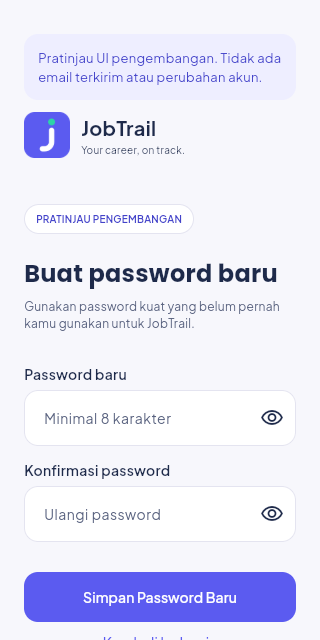 Pratinjau UI pengembangan. Tidak ada
email terkirim atau perubahan akun.
JobTrail
Your career, on track.
PRATINJAU PENGEMBANGAN
Buat password baru
Gunakan password kuat yang belum pernah
kamu gunakan untuk JobTrail.
Password baru
Minimal 8 karakter
Konfirmasi password
Ulangi password
Simpan Password Baru